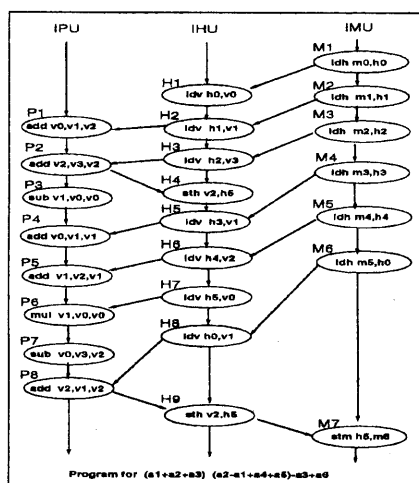 IPU IHU IMU
M1
ldh m0,h0
H1
ldv h0,v0
M2
ldh m1,h1
P1
add v0,v1,v2
H2
ldv h1,v1
M3
ldh m2,h2
P2
add v2,v3,v2
H3
ldv h2,v3
M4
ldh m3,h3
P3
sub v1,v0,v0
H4
sth v2,h5
M5
ldh m4,h4
P4
add v0,v1,v1
H5
ldv h3,v1
M6
ldh m5,h0
P5
add v1,v2,v1
H6
ldv h4,v2
P6
mul v1,v0,v0
H7
ldv h5,v0
P7
sub v0,v3,v2
H8
ldv h0,v1
P8
add v2,v1,v2
H9
sth v2,h5
M7
stm h5,m6
Program for (a1+a2+a3) (a2-a1+a4+a5)-a3+a6